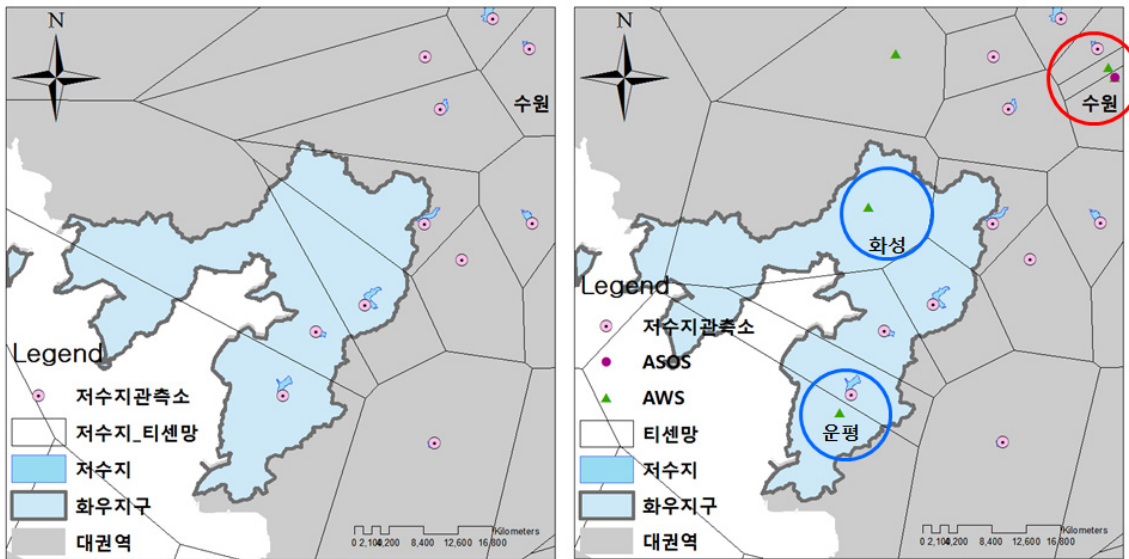 N
수원
Legend
저수지관측소
저수지_티센망
저수지
화우지구
대권역
Kilometers
0 2,100 4,200 8,400 12,600 16,800
N
수원
화성
Legend
저수지관측소
ASOS
AWS
티센망
운평
저수지
화우지구
대권역
Kilometers
0 2,100 4,200 8,400 12,600 16,800